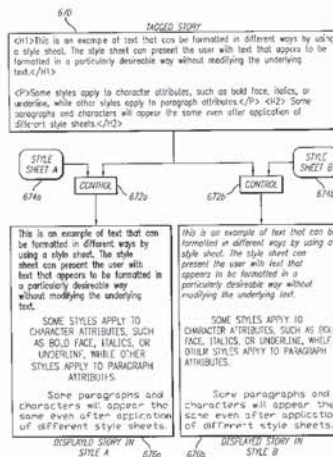 670
TAGGED STORY
<H1>This is an example of text that can be formatted in different ways by using
a style sheet. The style sheet can present the user with text that appears to be
formatted in a particularly desireable way without modifying the underlying
text.</H1>
<P>Some styles apply to character attributes, such as bold face, italics, or
underline, while other styles apply to paragraph attributes.</P> <H2> Some
paragraphs and characters will appear the same even after application of
different style sheets.</H2>
STYLE
SHEET A
674a
CONTROL
672a
CONTROL
672b
STYLE
SHEET B
674b
This is an example of text that can
be formatted in different ways by
using a style sheet. The style
sheet can present the user with
text that appears to be formatted in
a particularly desireable way
without modifying the underlying
text.
SOME STYLES APPLY TO
CHARACTER ATTRIBUTES, SUCH
AS BOLD FACE, ITALICS, OR
UNDERLINE, WHILE OTHER
STYLES APPLY TO PARAGRAPH
ATTRIBUTES.
Some paragraphs and
characters will appear the
same even after application
of different style sheets.
DISPLAYED STORY IN
STYLE A
676a
This is an example of text that can be
formatted in different ways by using a
style sheet. The style sheet can
present the user with text that
appears to be formatted in a
particularly desireable way without
modifying the underlying text.
SOME STYLES APPLY TO
CHARACTER ATTRIBUTES, SUCH AS BOLD
FACE, ITALICS, OR UNDERLINE, WHILE
OTHER STYLES APPLY TO PARAGRAPH
ATTRIBUTES.
Some paragraphs and
characters will appear the
same even after application
of different style sheets.
676b
DISPLAYED STORY IN
STYLE B